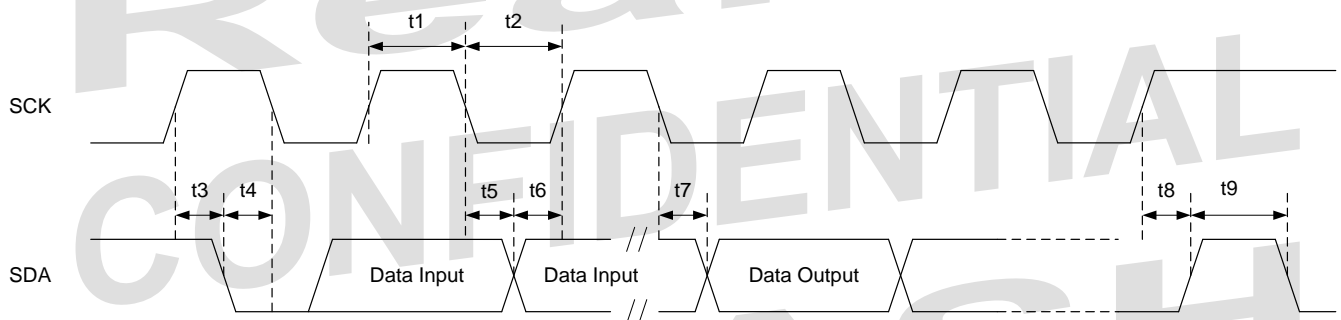 t1 t2
SCK
CONFIDENTIAL
t3 t4 t5 t6 t7 t8 t9
SDA Data Input Data Input Data Output